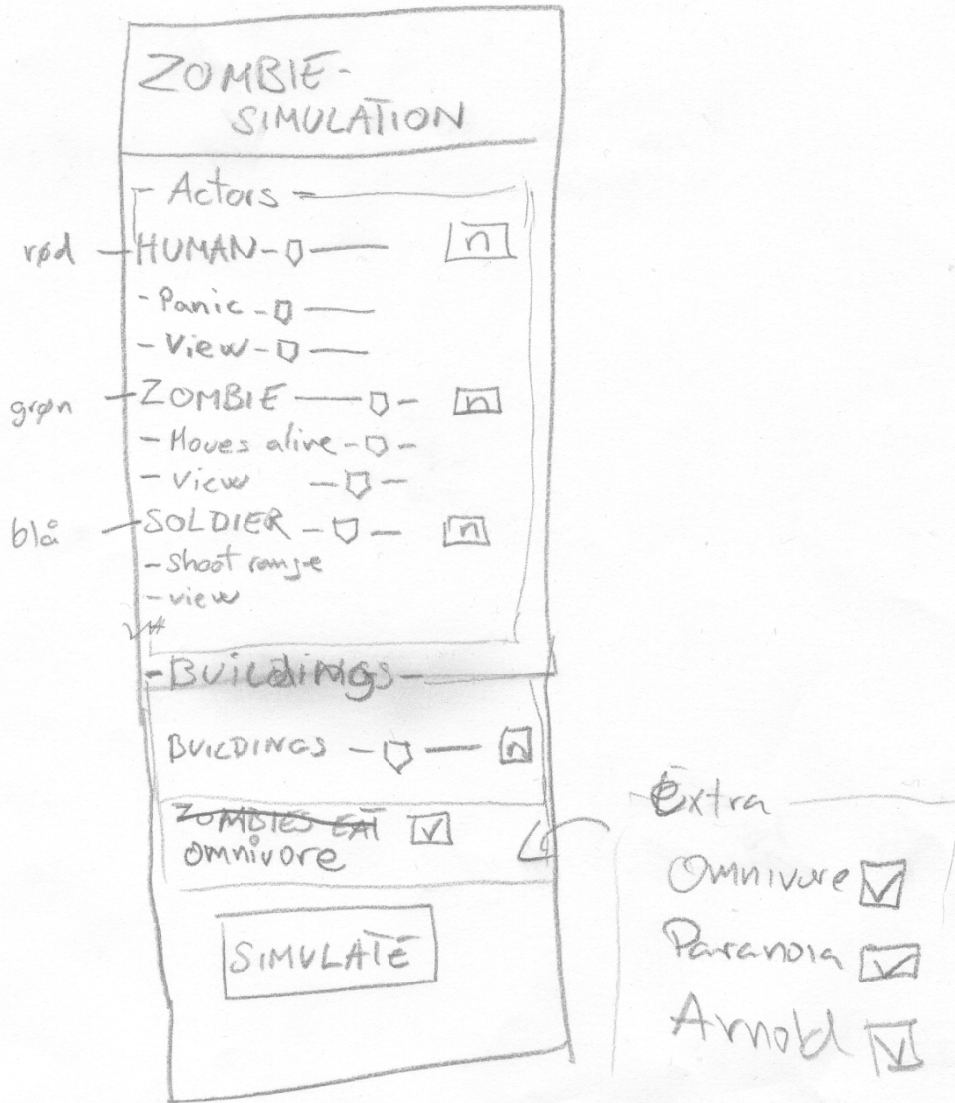 ZOMBIE-
SIMULATION
Actors
rød HUMAN n
- Panic
- View
grøn ZOMBIE n
- Moves alive
- View
blå SOLDIER n
- Shoot range
- view
Buildings
BUILDINGS n
ZOMBIES EAT
omnivore
SIMULATE
Extra
Omnivore
Paranoia
Arnold